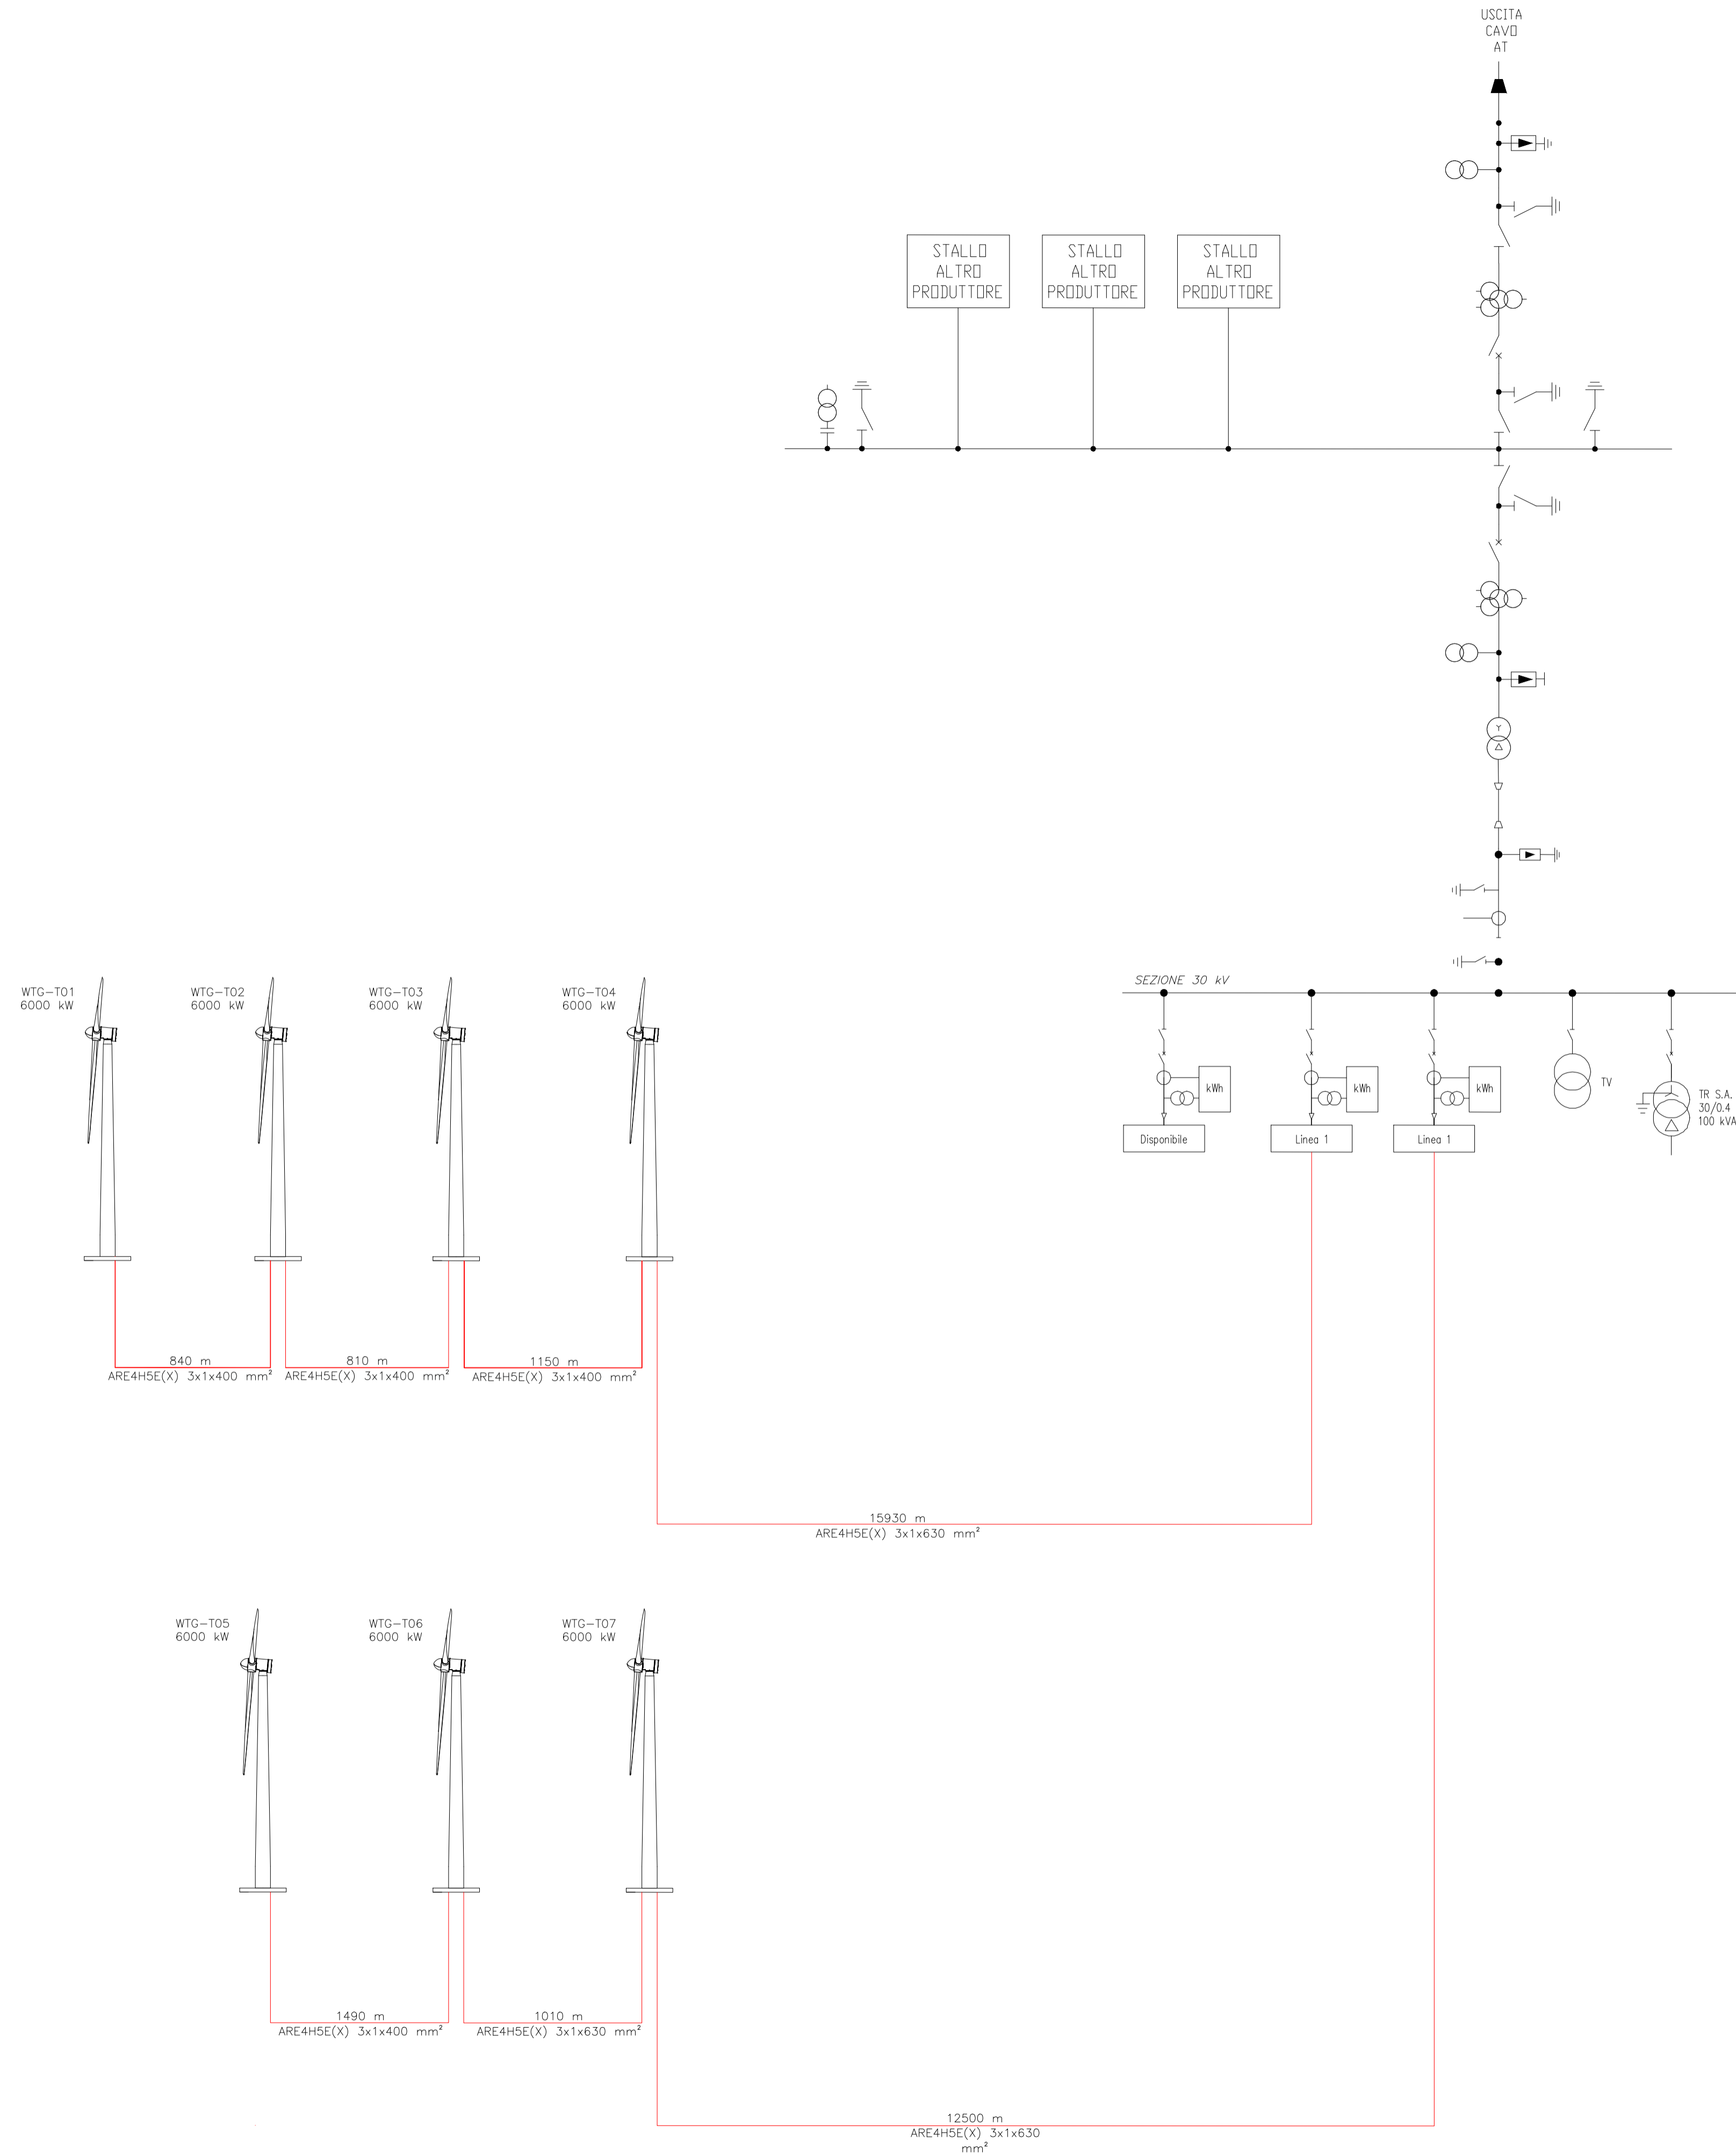 USCITA
CAVO
AT
STALLO
ALTRO
PRODUTTORE
STALLO
ALTRO
PRODUTTORE
STALLO
ALTRO
PRODUTTORE
Y
SEZIONE 30 kV
WTG-T01
6000 kW
WTG-T02
6000 kW
WTG-T03
6000 kW
WTG-T04
6000 kW
kWh
kWh
kWh
TV
TR S.A.
30/0.4
100 kVA
Disponibile
Linea 1
Linea 1
840 m
ARE4H5E(X) 3x1x400 mm²
810 m
ARE4H5E(X) 3x1x400 mm²
1150 m
ARE4H5E(X) 3x1x400 mm²
15930 m
ARE4H5E(X) 3x1x630 mm²
WTG-T05
6000 kW
WTG-T06
6000 kW
WTG-T07
6000 kW
1490 m
ARE4H5E(X) 3x1x400 mm²
1010 m
ARE4H5E(X) 3x1x630 mm²
12500 m
ARE4H5E(X) 3x1x630
mm²